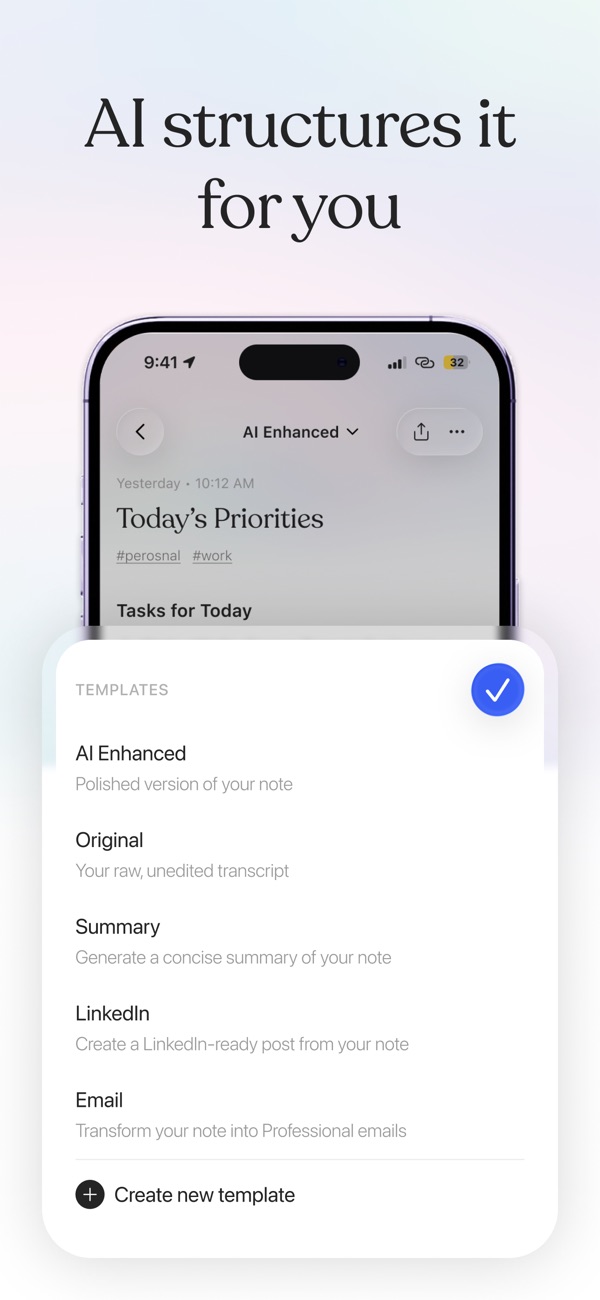 AI structures it
for you
9:41
32
AI Enhanced
Yesterday • 10:12 AM
Today’s Priorities
#perosnal #work
Tasks for Today
TEMPLATES
AI Enhanced
Polished version of your note
Original
Your raw, unedited transcript
Summary
Generate a concise summary of your note
LinkedIn
Create a LinkedIn-ready post from your note
Email
Transform your note into Professional emails
Create new template